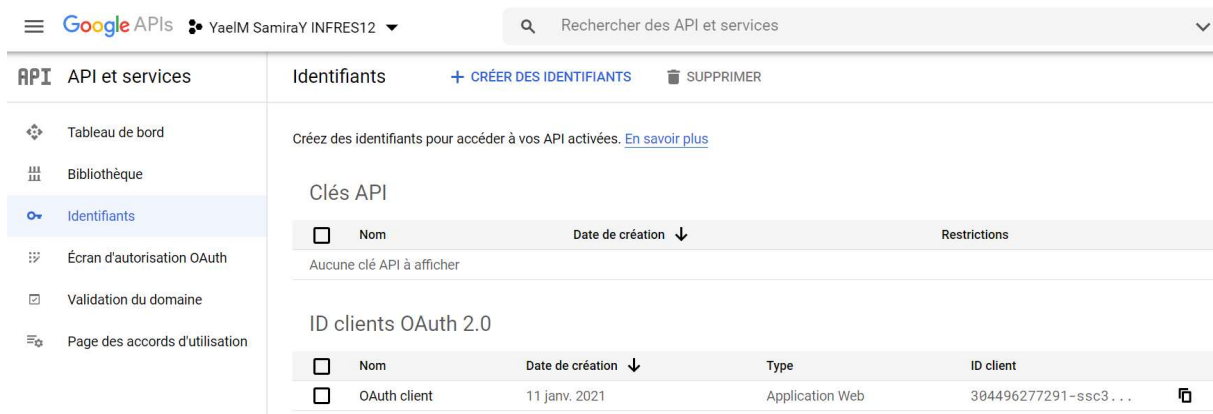 Google APIs YaelM SamiraY INFRES12 Rechercher des API et services
API API et services Identifiants + CRÉER DES IDENTIFIANTS SUPPRIMER
Tableau de bord
Créez des identifiants pour accéder à vos API activées. En savoir plus
Bibliothèque
Clés API
Identifiants
Nom Date de création Restrictions
Écran d'autorisation OAuth
Aucune clé API à afficher
Validation du domaine
ID clients OAuth 2.0
Page des accords d'utilisation
Nom Date de création Type ID client
OAuth client 11 janv. 2021 Application Web 304496277291-ssc3...